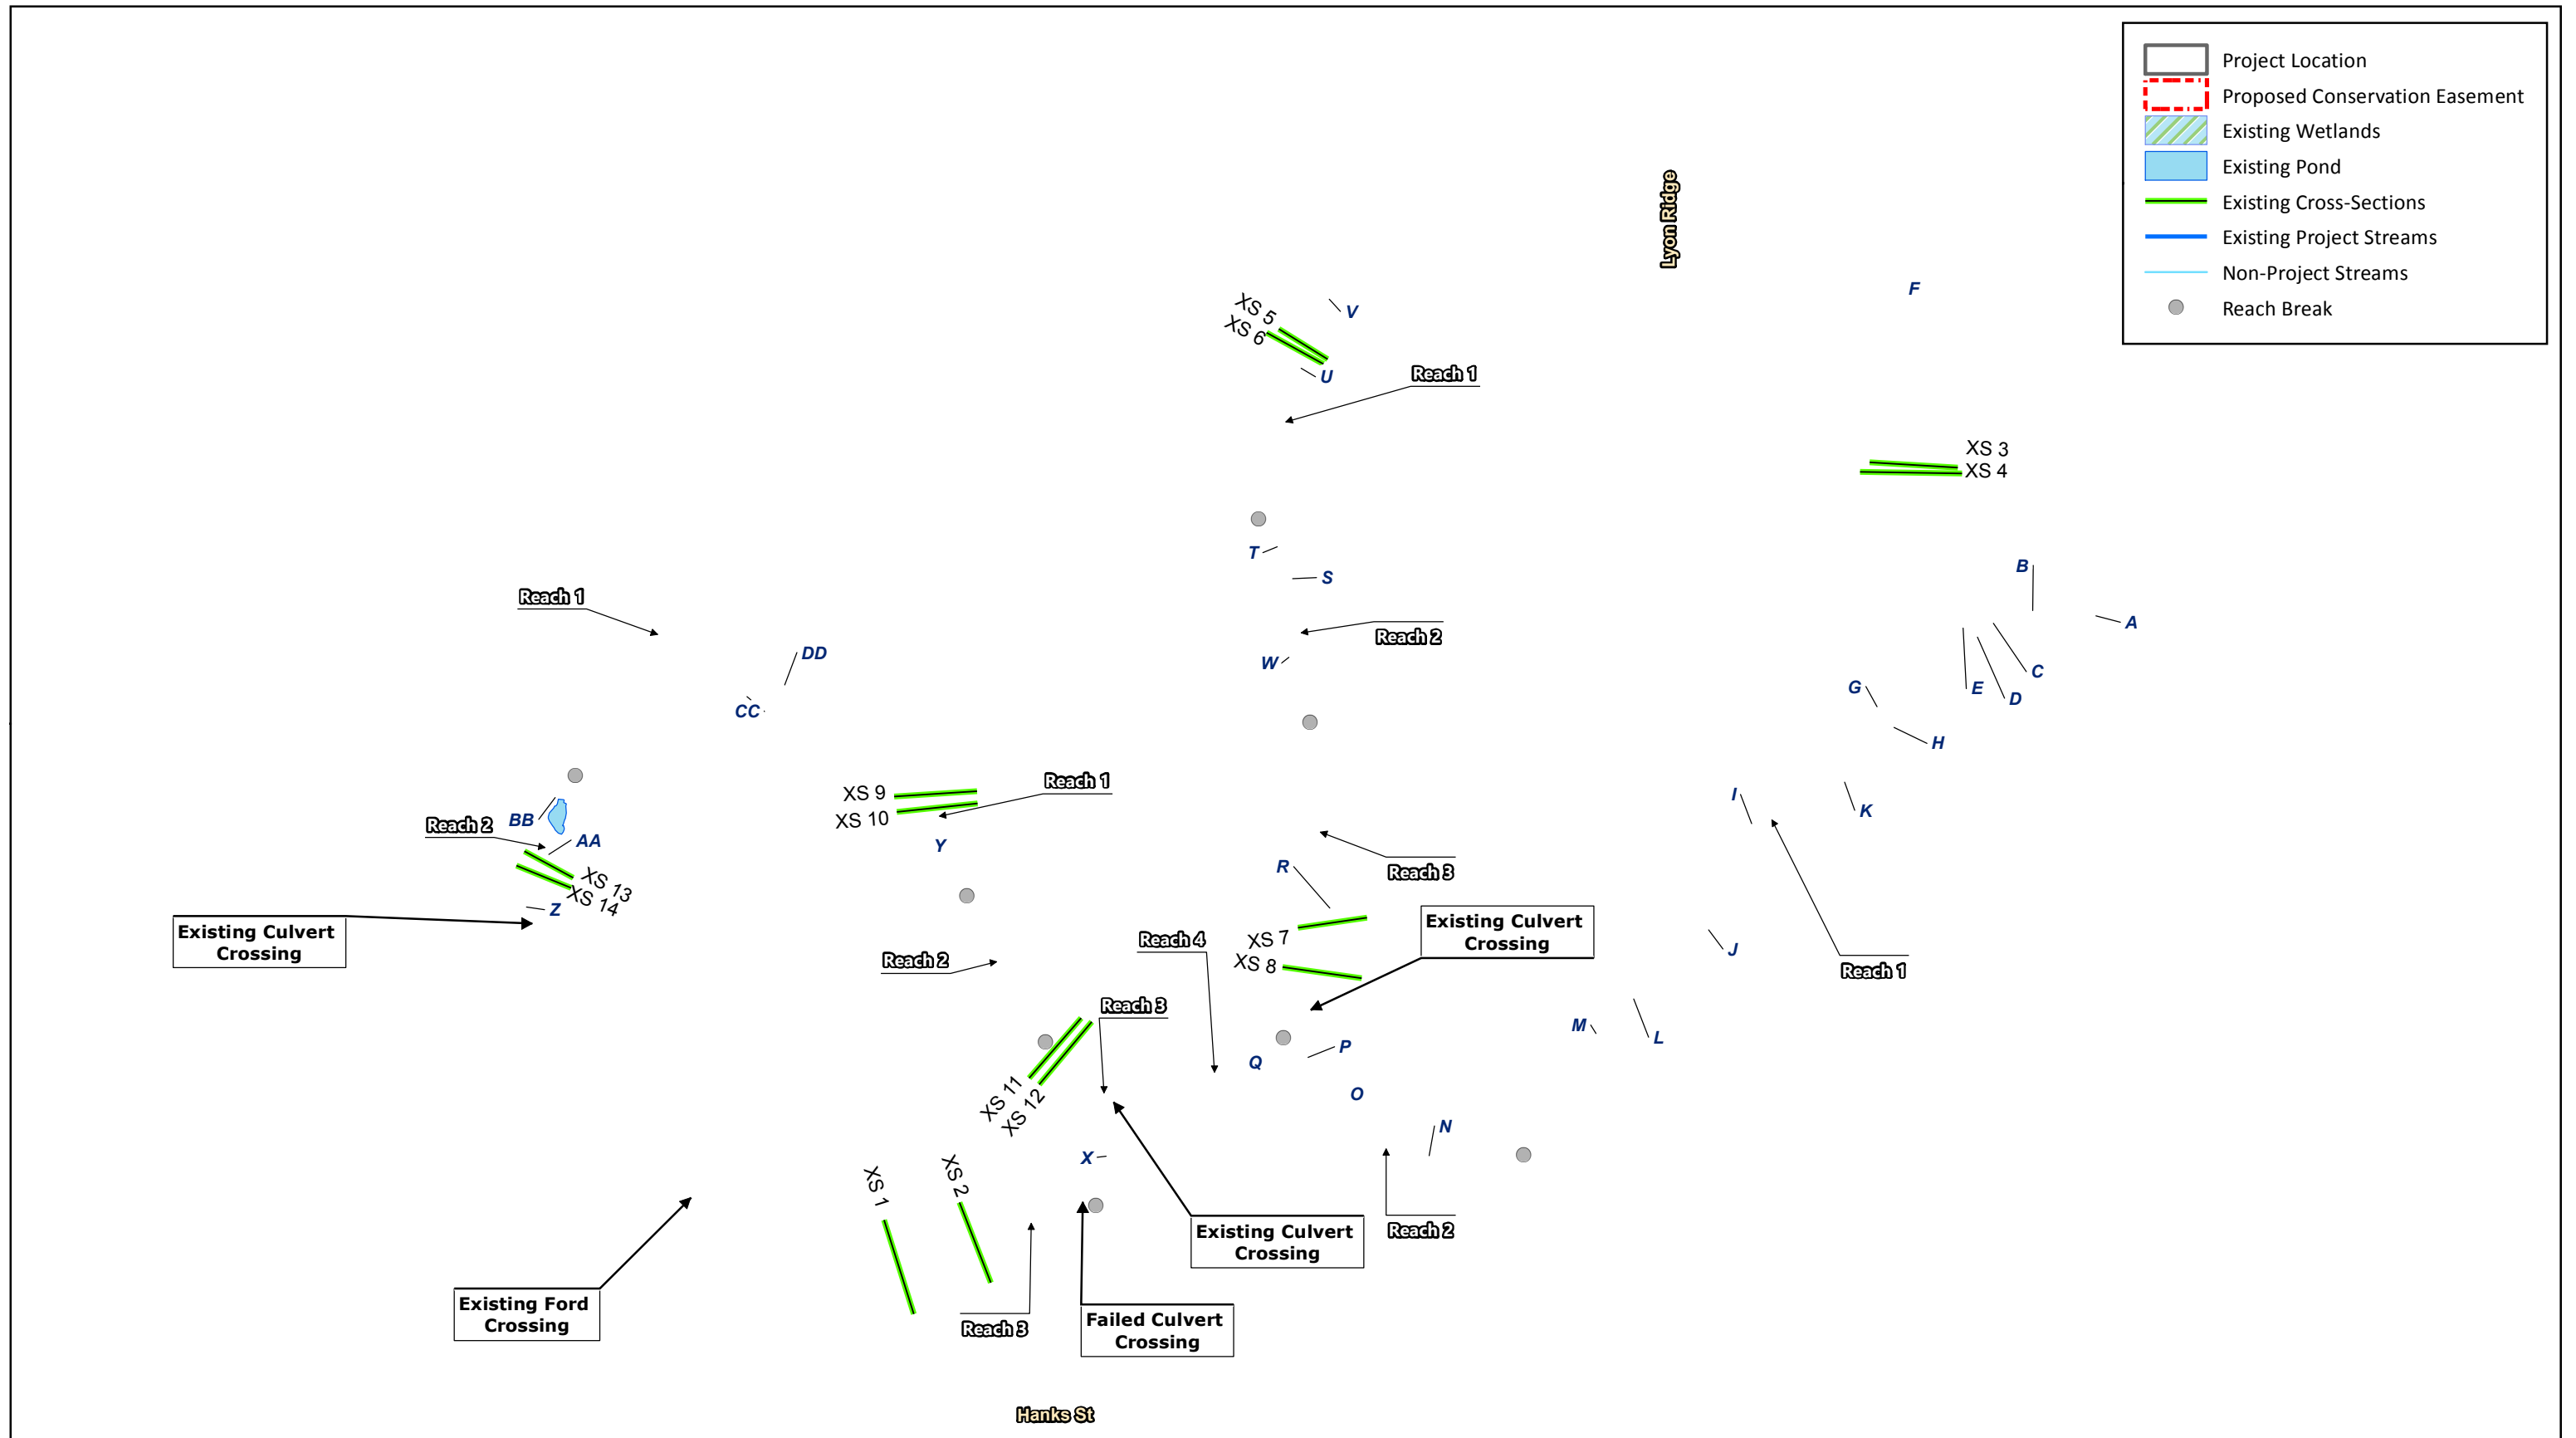 Project Location
Proposed Conservation Easement
Existing Wetlands
Existing Pond
Existing Cross-Sections
Existing Project Streams
Non-Project Streams
Reach Break
Lyon Ridge
F
V
XS 5
XS 6
U
Reach 1
XS 3
XS 4
T
S
B
A
Reach 1
Reach 2
W
DD
CC
C
G
E
D
H
Reach 1
XS 9
XS 10
Y
I
K
BB
Reach 2
AA
XS 13
XS 14
Z
Existing Culvert
Crossing
R
Reach 3
Existing Culvert
Crossing
XS 7
XS 8
Reach 4
Reach 2
J
Reach 1
Reach 3
M
L
P
Q
O
XS 11
XS 12
N
X
XS 1
XS 2
Existing Culvert
Crossing
Reach 2
Existing Ford
Crossing
Reach 3
Failed Culvert
Crossing
Hanks St